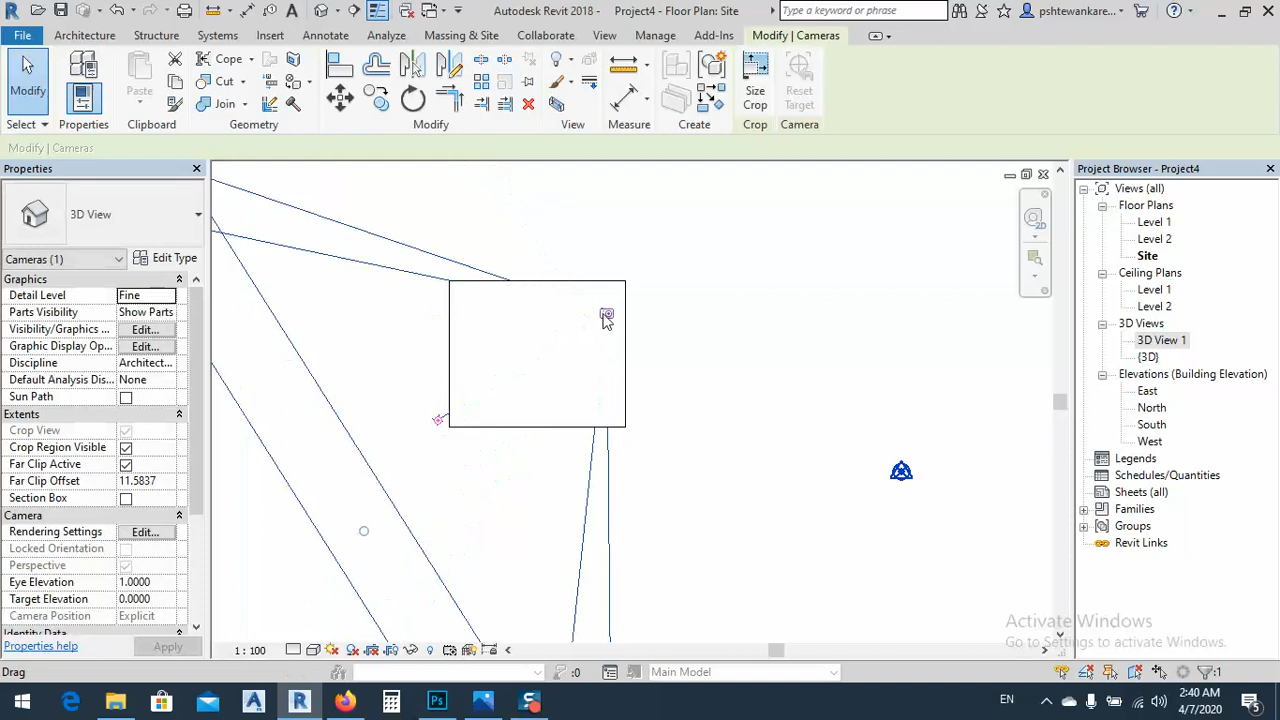 Autodesk Revit 2018 - Project4 - Floor Plan: Site
Type a keyword or phrase
pshtewankare...
File
Architecture
Structure
Systems
Insert
Annotate
Analyze
Massing & Site
Collaborate
View
Manage
Add-Ins
Modify | Cameras
Modify
Paste
Cope
Cut
Join
Size Crop
Reset Target
Select
Properties
Clipboard
Geometry
Modify
View
Measure
Create
Crop
Camera
Modify | Cameras
Properties
3D View
Cameras (1)
Edit Type
Graphics
Detail Level Fine
Parts Visibility Show Parts
Visibility/Graphics ... Edit...
Graphic Display Op... Edit...
Discipline Architect...
Default Analysis Dis... None
Sun Path
Extents
Crop View
Crop Region Visible
Far Clip Active
Far Clip Offset 11.5837
Section Box
Camera
Rendering Settings Edit...
Locked Orientation
Perspective
Eye Elevation 1.0000
Target Elevation 0.0000
Camera Position Explicit
Identity Data
Properties help
Apply
2D
Project Browser - Project4
Views (all)
Floor Plans
Level 1
Level 2
Site
Ceiling Plans
Level 1
Level 2
3D Views
3D View 1
{3D}
Elevations (Building Elevation)
East
North
South
West
Legends
Schedules/Quantities
Sheets (all)
Families
Groups
Revit Links
Activate Windows
Go to Settings to activate Windows.
1 : 100
Drag
:0
Main Model
:1
EN
2:40 AM
4/7/2020
5